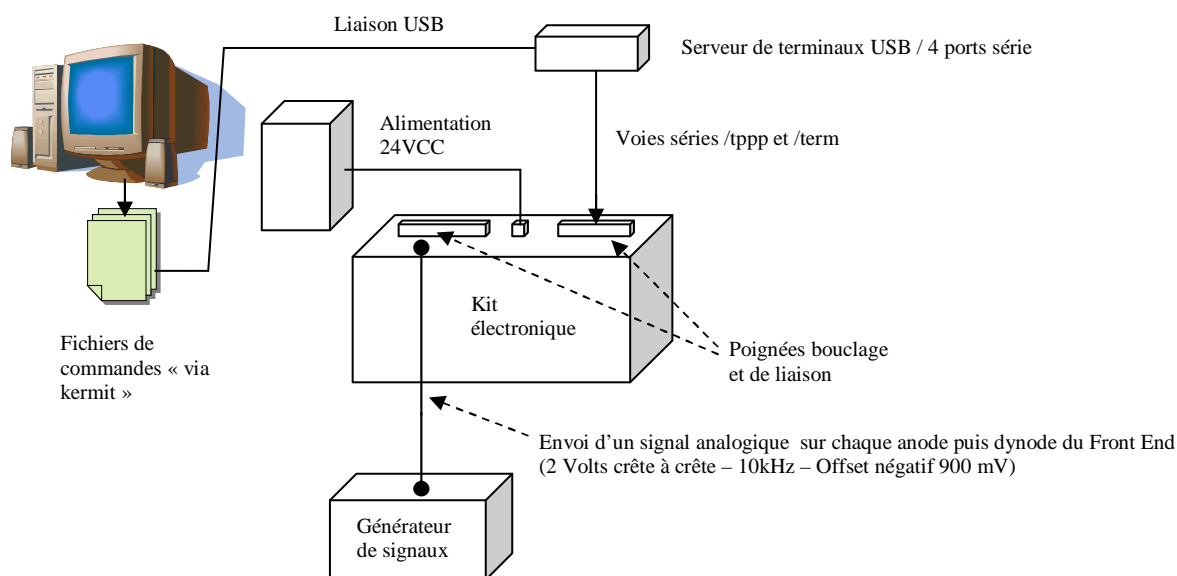 Liaison USB
Serveur de terminaux USB / 4 ports série
Alimentation
24VCC
Voies séries /tppp et /term
Kit
électronique
Fichiers de
commandes « via
kermit »
Poignées bouclage
et de liaison
Envoi d'un signal analogique sur chaque anode puis dynode du Front End
(2 Volts crête à crête – 10kHz – Offset négatif 900 mV)
Générateur
de signaux